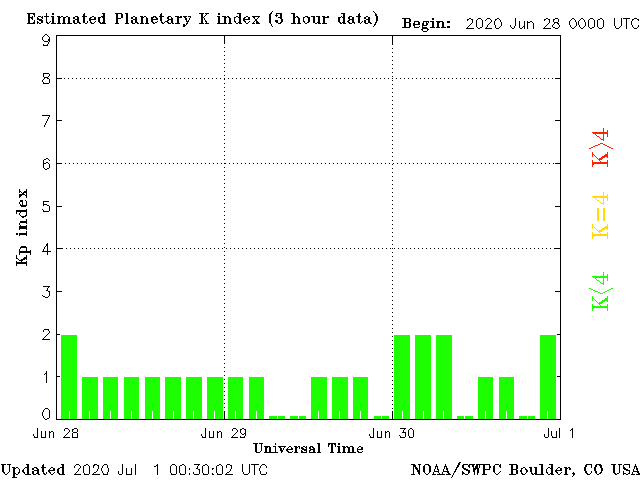 Estimated Planetary K index (3 hour data)
Begin: 2020 Jun 28 0000 UTC
9
8
7
6
5
4
3
2
1
0
Kp index
K>4
K=4
K<4
Jun 28
Jun 29
Jun 30
Jul 1
Universal Time
Updated 2020 Jul 1 00:30:02 UTC
NOAA/SWPC Boulder, CO USA